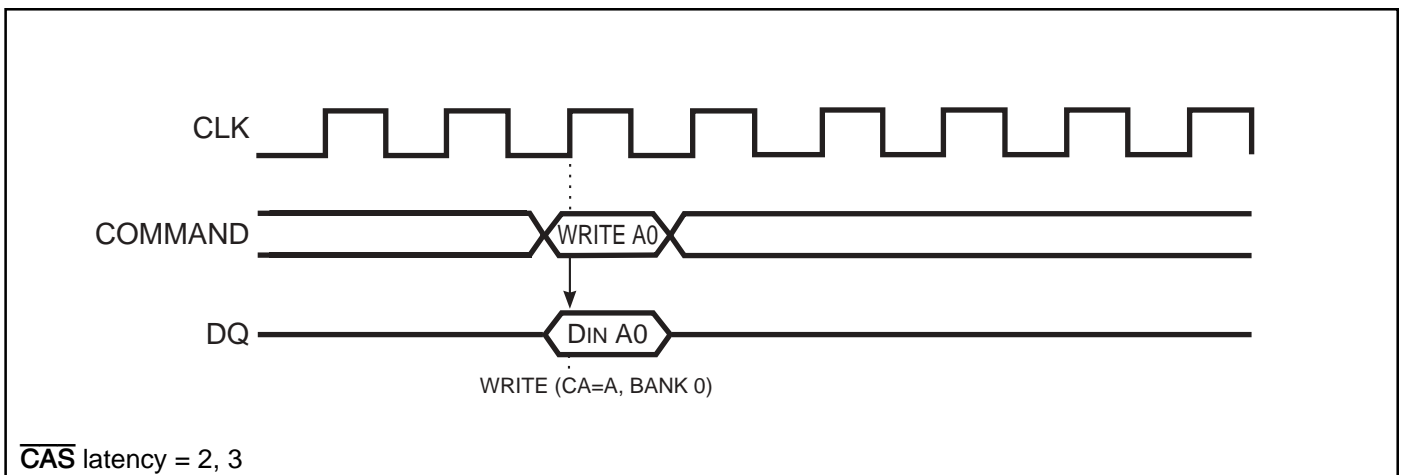 CLK
COMMAND
WRITE A0
DQ
DIN A0
WRITE (CA=A, BANK 0)
CAS latency = 2, 3